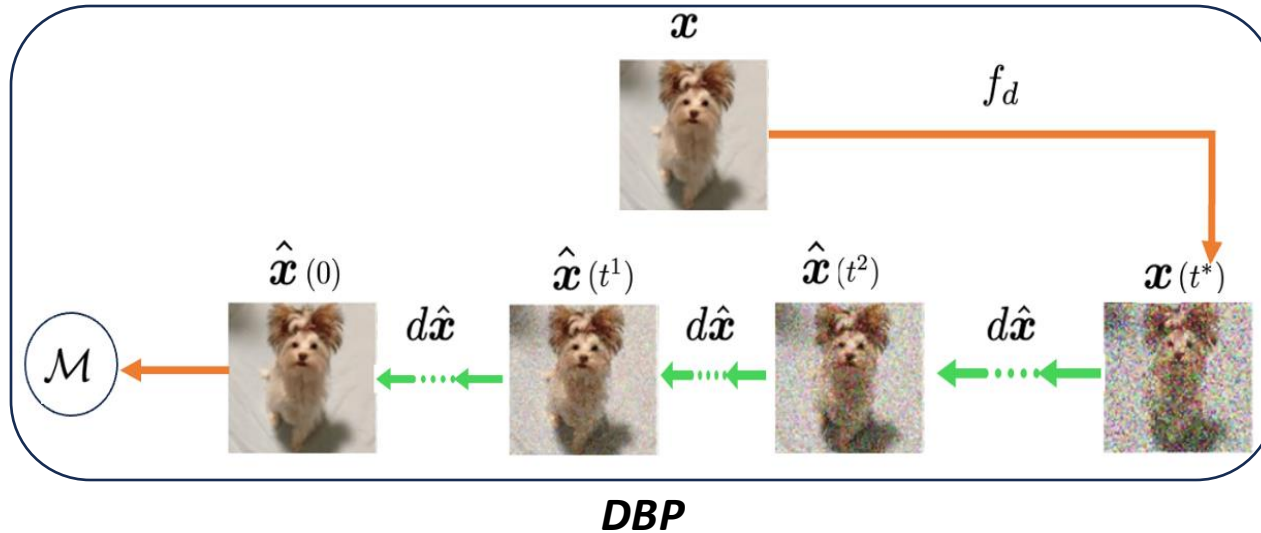 x
f_d
x̂ (0)
x̂ (t¹)
x̂ (t²)
x (t*)
dx̂
dx̂
dx̂
ℳ
DBP